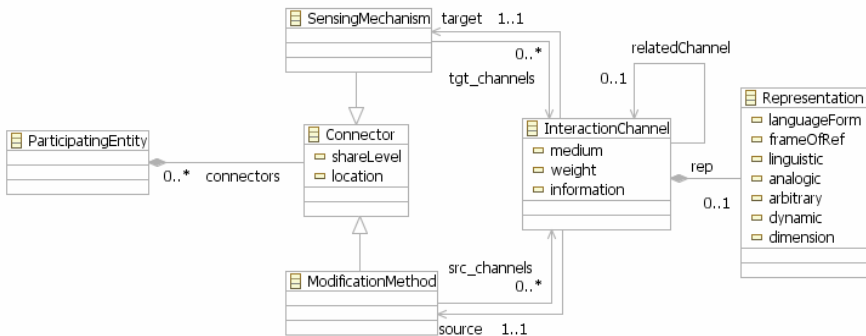 SensingMechanism
target 1..1
0..*
tgt_channels
relatedChannel
0..1
ParticipatingEntity
0..* connectors
Connector
shareLevel
location
InteractionChannel
medium
weight
information
rep
0..1
Representation
languageForm
frameOfRef
linguistic
analogic
arbitrary
dynamic
dimension
ModificationMethod
src_channels
0..*
source 1..1